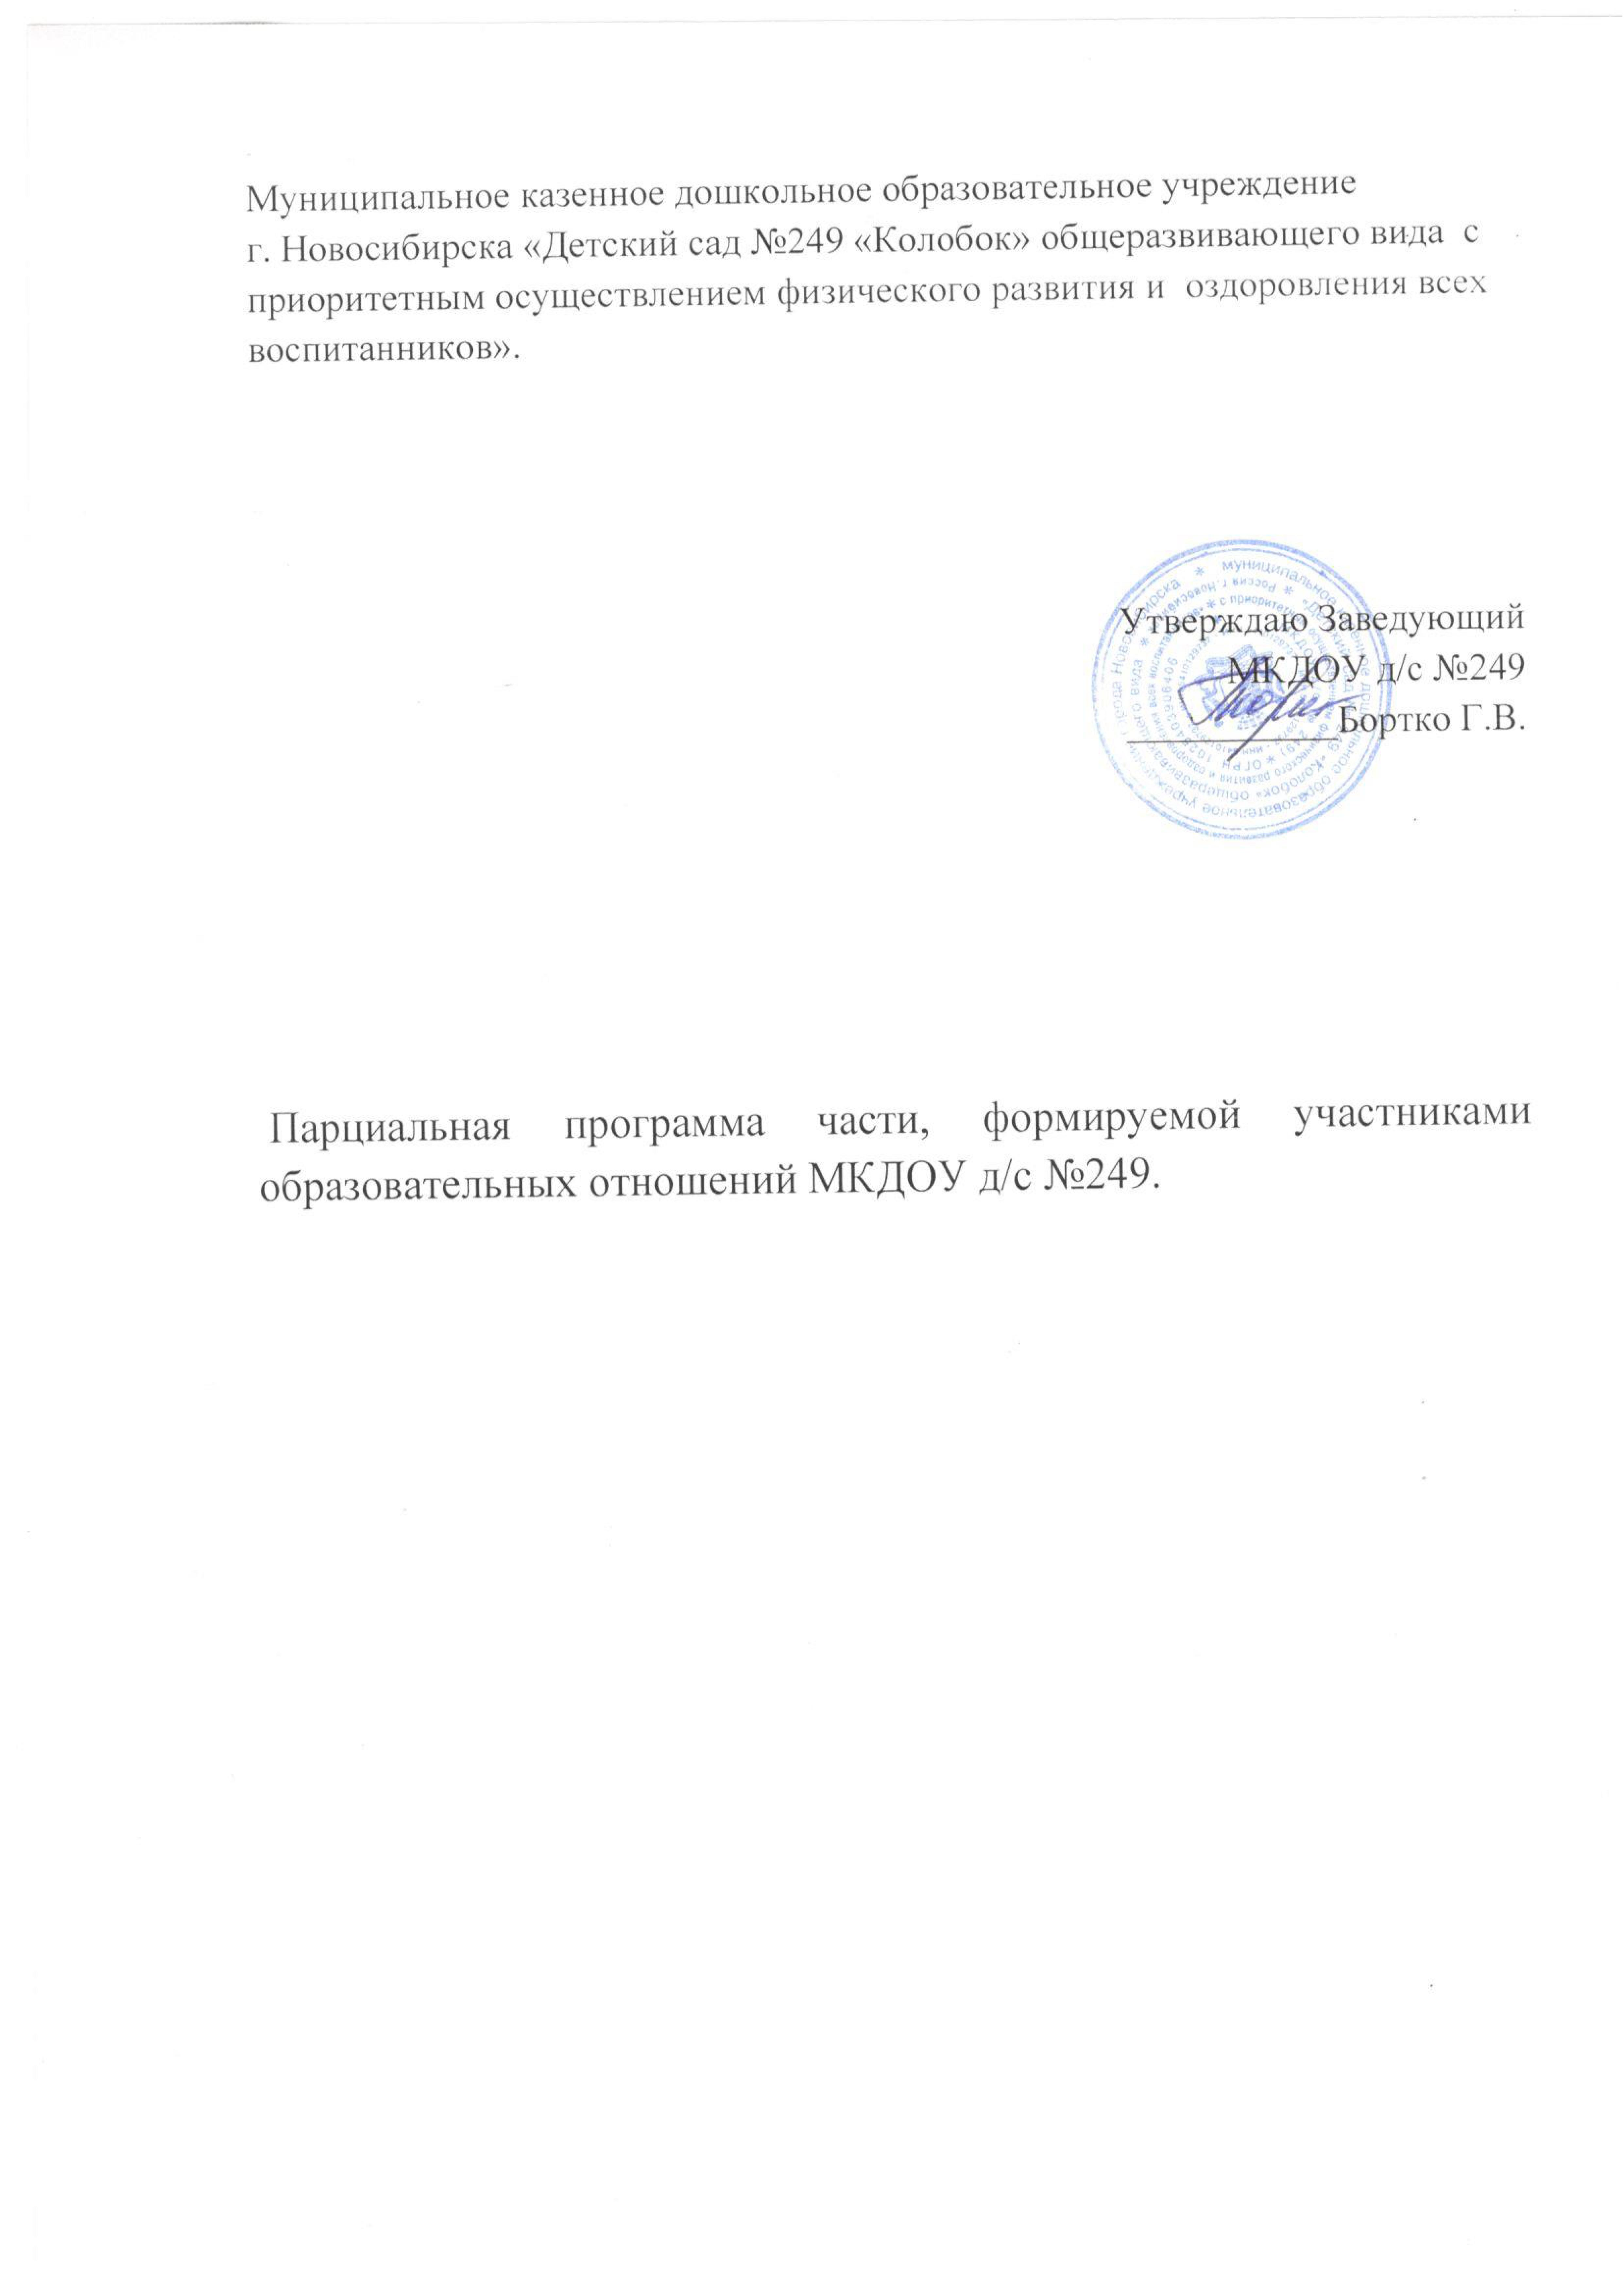 Муниципальное казенное дошкольное образовательное учреждение
г. Новосибирска «Детский сад №249 «Колобок» общеразвивающего вида с
приоритетным осуществлением физического развития и оздоровления всех
воспитанников».
Утверждаю Заведующий
МКДОУ д/с №249
Бортко Г.В.
Парциальная программа части, формируемой участниками
образовательных отношений МКДОУ д/с №249.